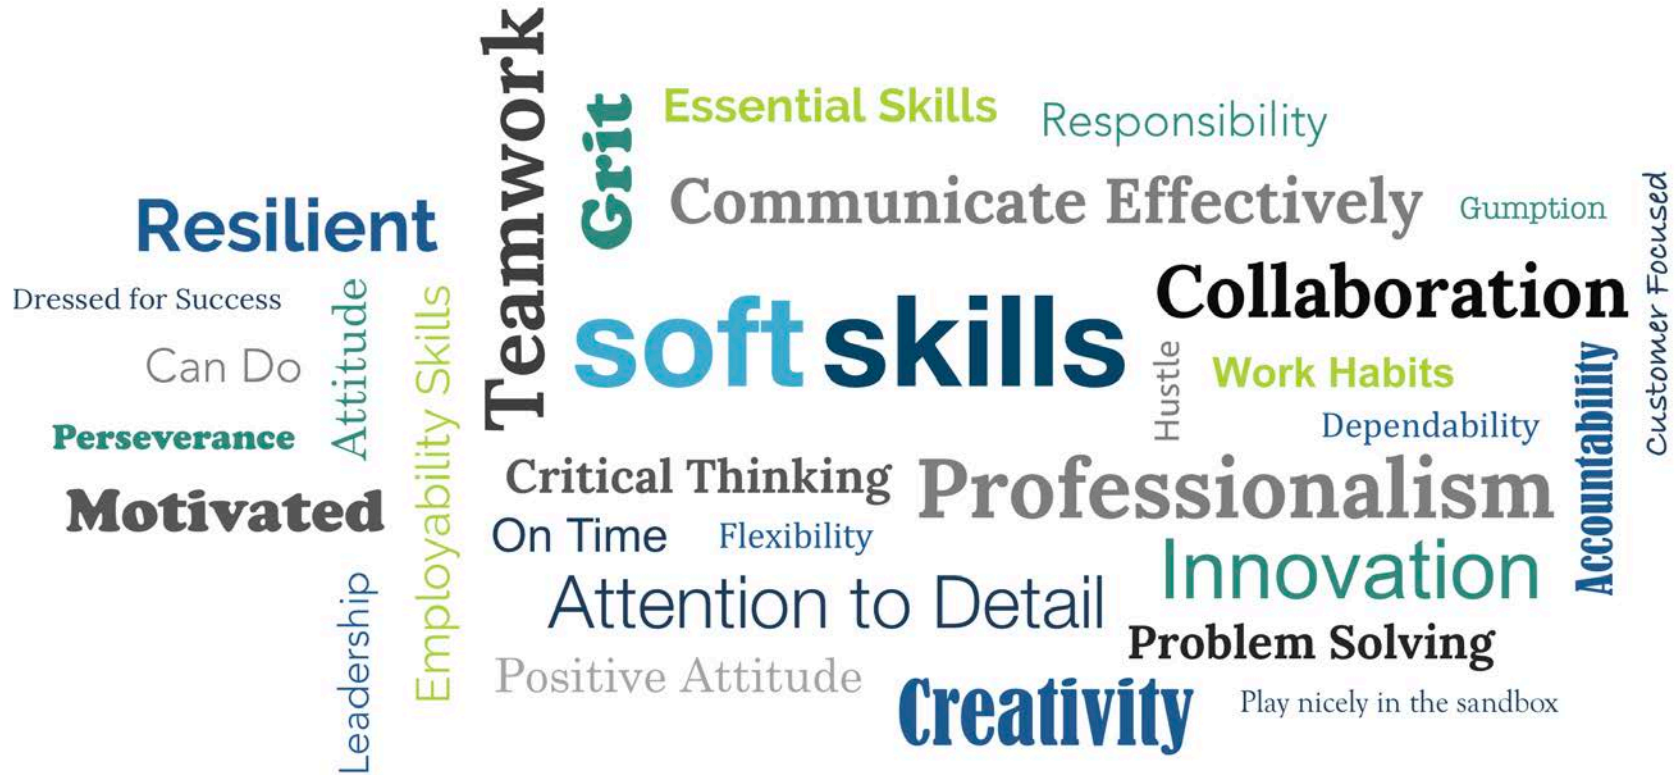 Teamwork
Grit
Essential Skills
Responsibility
Communicate Effectively
Gumption
Customer Focused
Resilient
Dressed for Success
Attitude
Employability Skills
soft skills
Collaboration
Can Do
Hustle
Work Habits
Accountability
Perseverance
Dependability
Motivated
Critical Thinking
Professionalism
On Time
Flexibility
Innovation
Leadership
Attention to Detail
Problem Solving
Positive Attitude
Creativity
Play nicely in the sandbox